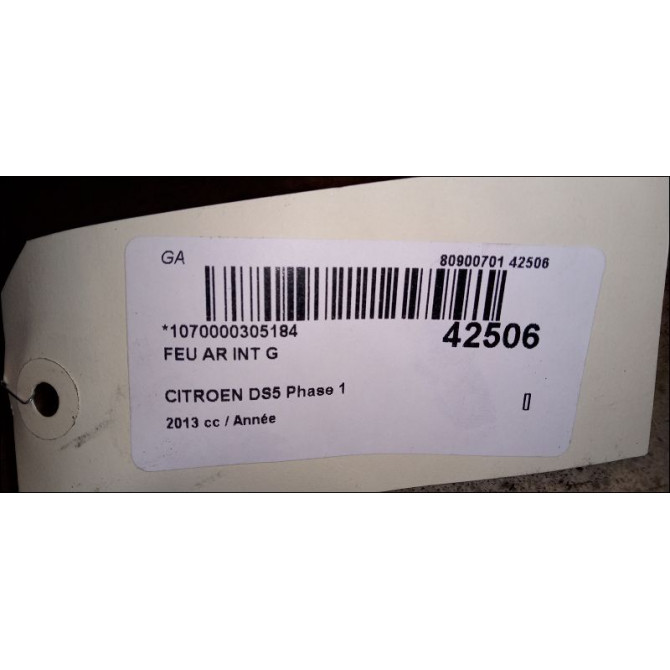 GA 80900701 42506
*1070000305184 42506
FEU AR INT G
CITROEN DS5 Phase 1
2013 cc / Année